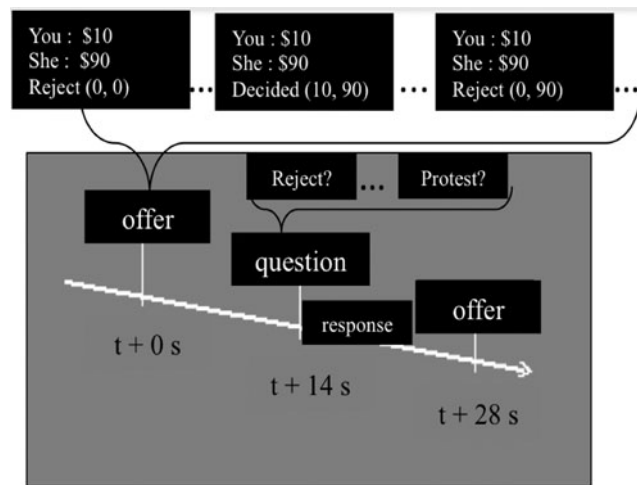 You : $10
She : $90
Reject (0, 0)
...
You : $10
She : $90
Decided (10, 90)
...
You : $10
She : $90
Reject (0, 90)
...
Reject?
...
Protest?
offer
question
response
offer
t + 0 s
t + 14 s
t + 28 s